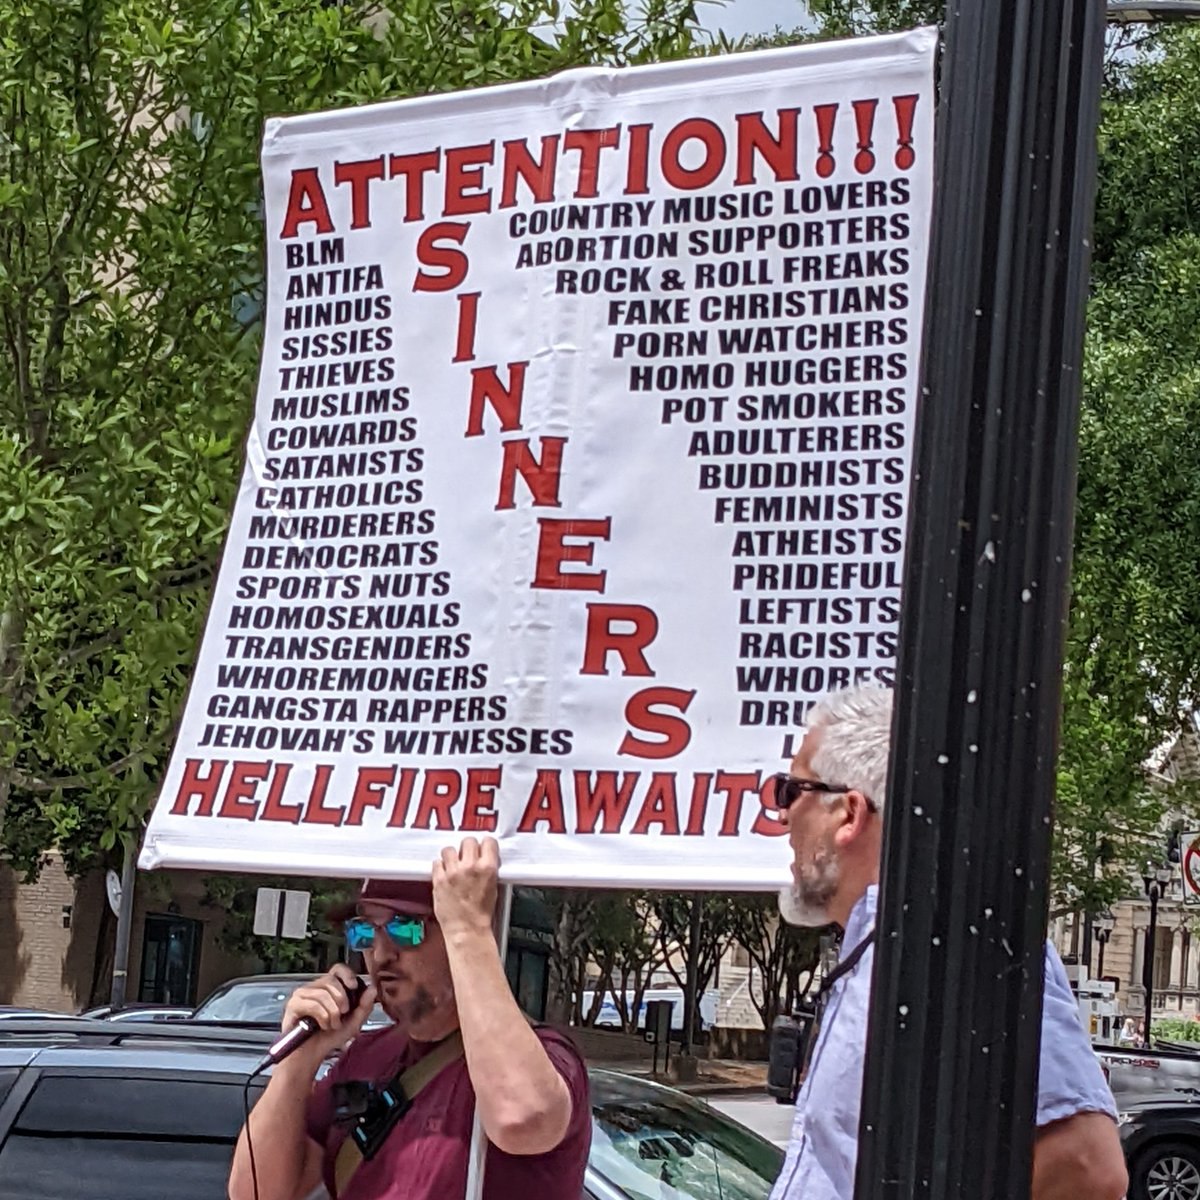 ATTENTION!!!
SINNERS
BLM
ANTIFA
HINDUS
SISSIES
THIEVES
MUSLIMS
COWARDS
SATANISTS
CATHOLICS
MURDERERS
DEMOCRATS
SPORTS NUTS
HOMOSEXUALS
TRANSGENDERS
WHOREMONGERS
GANGSTA RAPPERS
JEHOVAH'S WITNESSES
COUNTRY MUSIC LOVERS
ABORTION SUPPORTERS
ROCK & ROLL FREAKS
FAKE CHRISTIANS
PORN WATCHERS
HOMO HUGGERS
POT SMOKERS
ADULTERERS
BUDDHISTS
FEMINISTS
ATHEISTS
PRIDEFUL
LEFTISTS
RACISTS
WHORES
DRU
L
HELLFIRE AWAITS